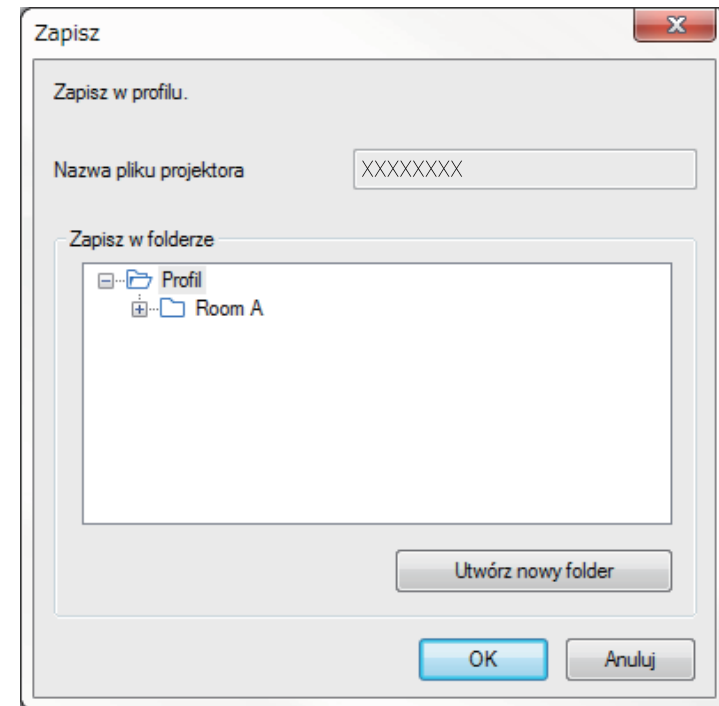 Zapisz
Zapisz w profilu.
Nazwa pliku projektora XXXXXXXX
Zapisz w folderze
Profil
Room A
Utwórz nowy folder
OK Anuluj